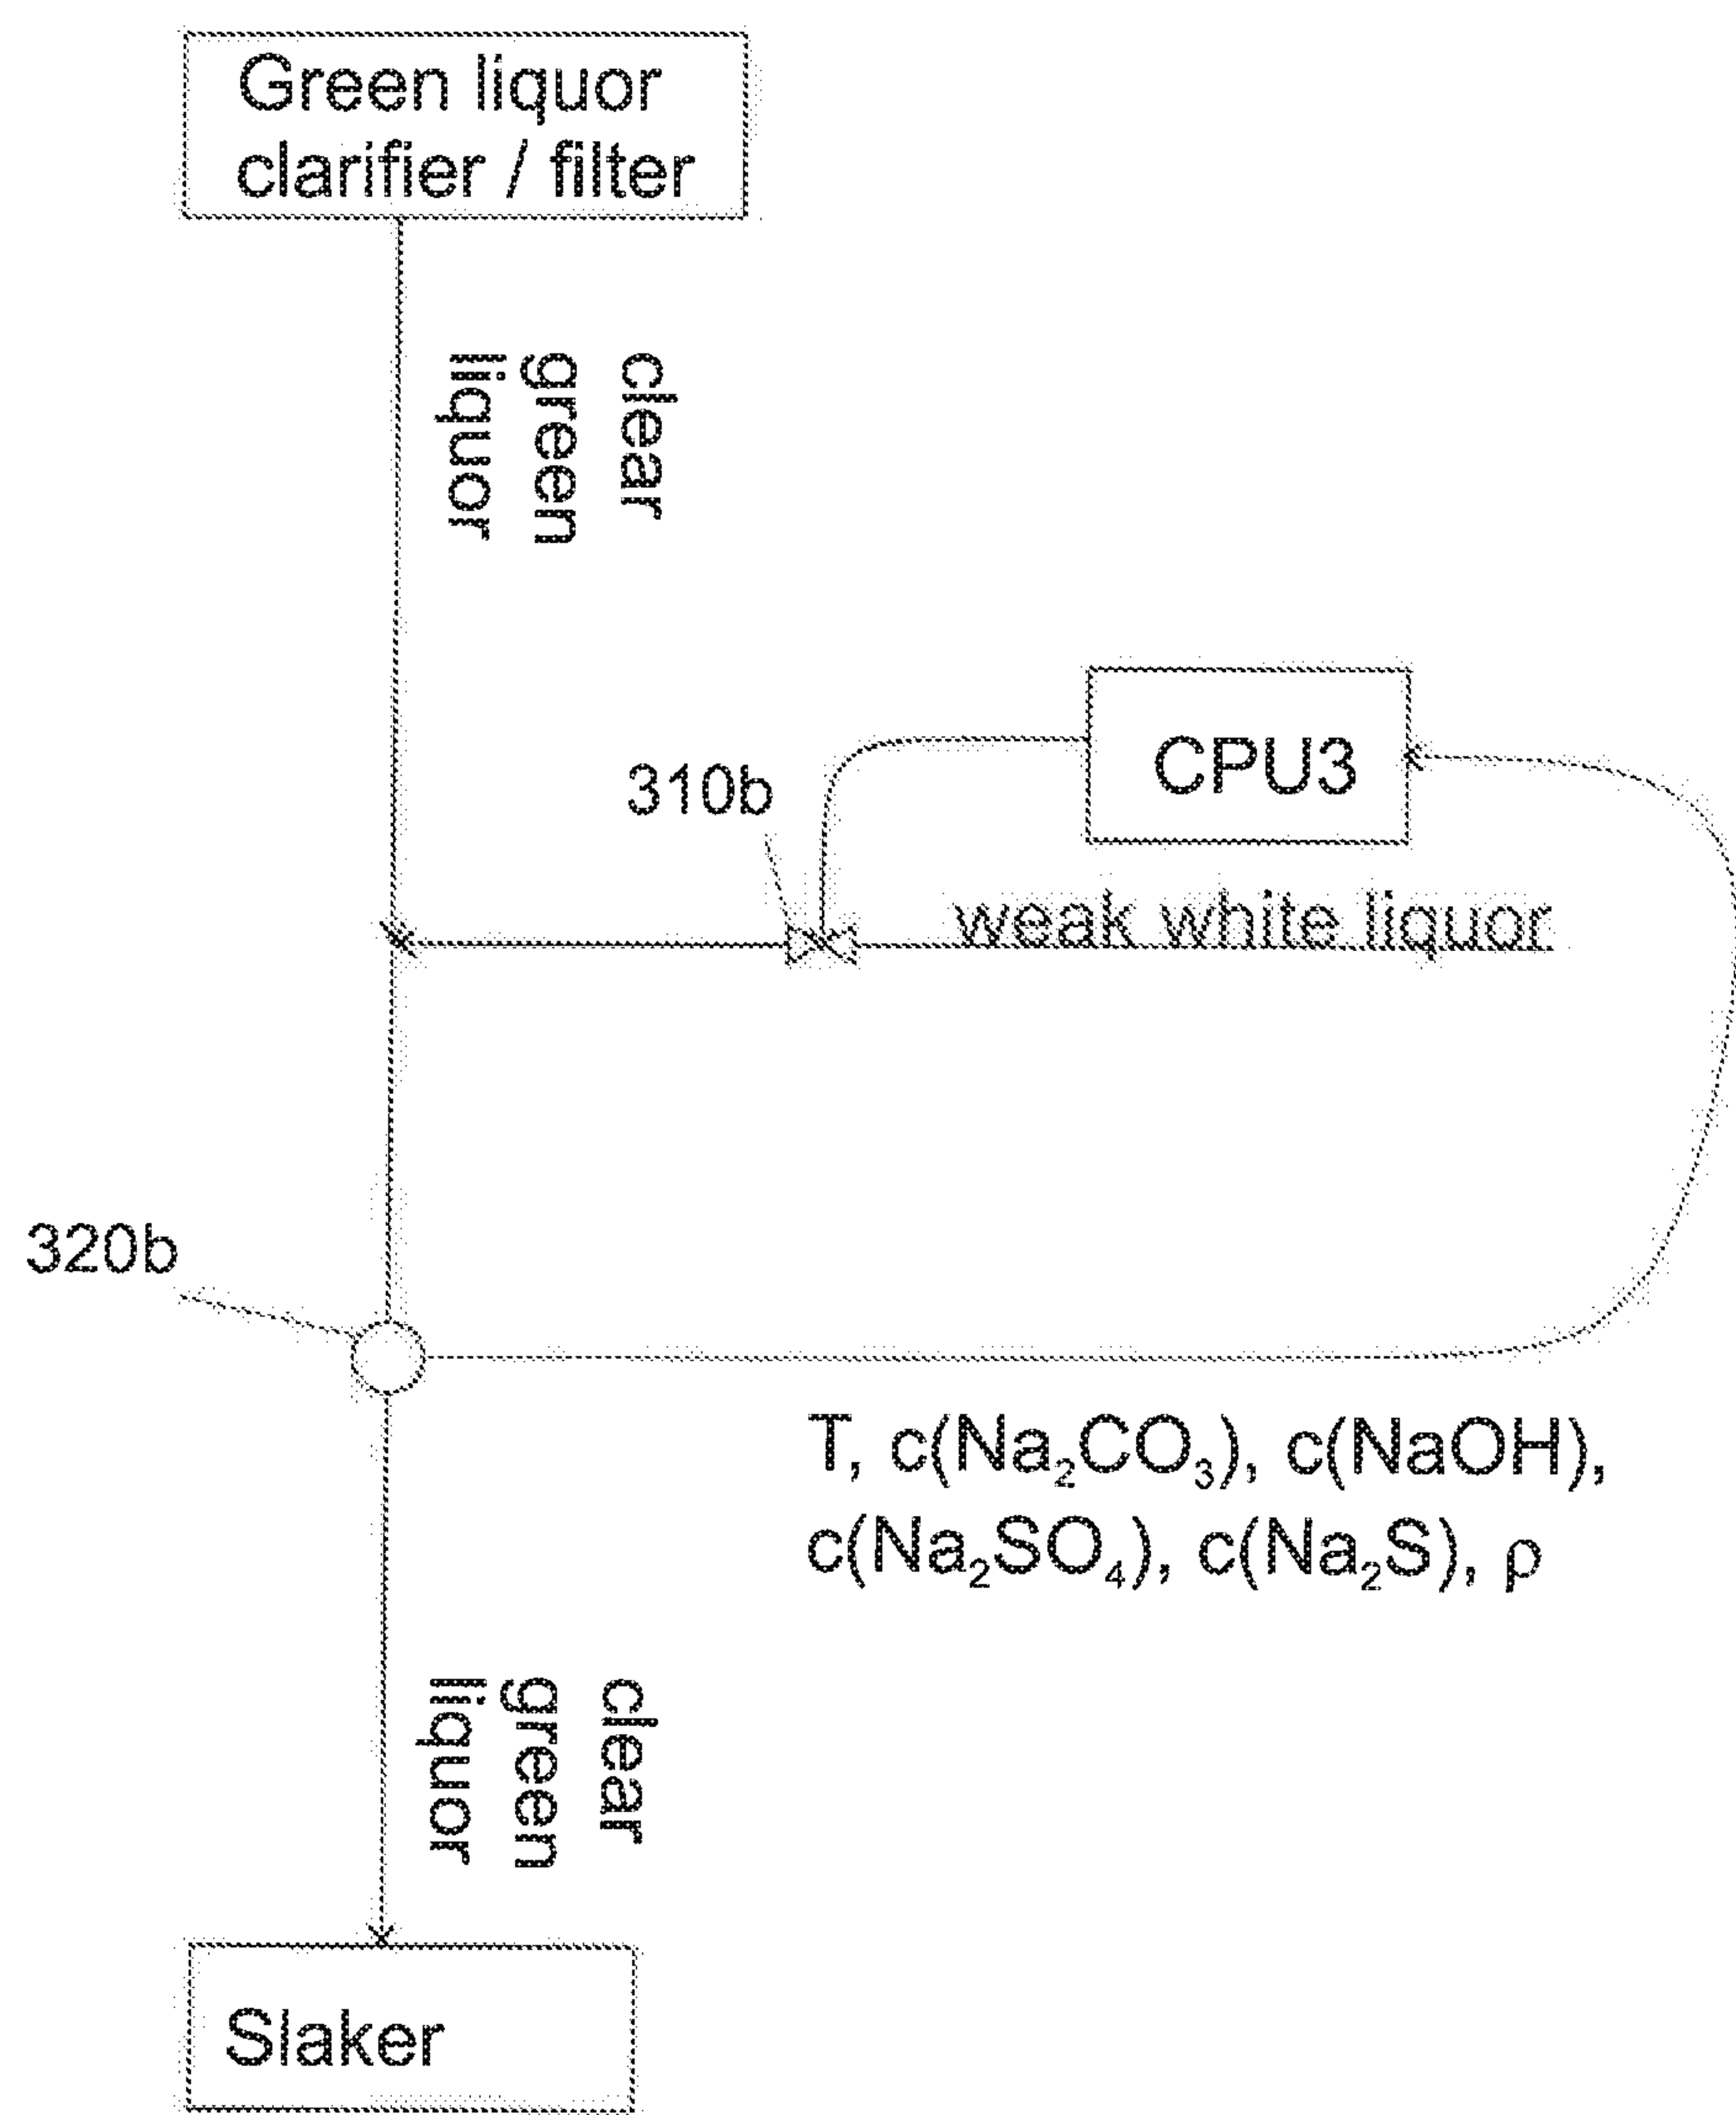 Green liquor
clarifier / filter
clear
green
liquor
CPU3
310b
weak white liquor
320b
T, c(Na₂CO₃), c(NaOH),
c(Na₂SO₄), c(Na₂S), ρ
clear
green
liquor
Slaker